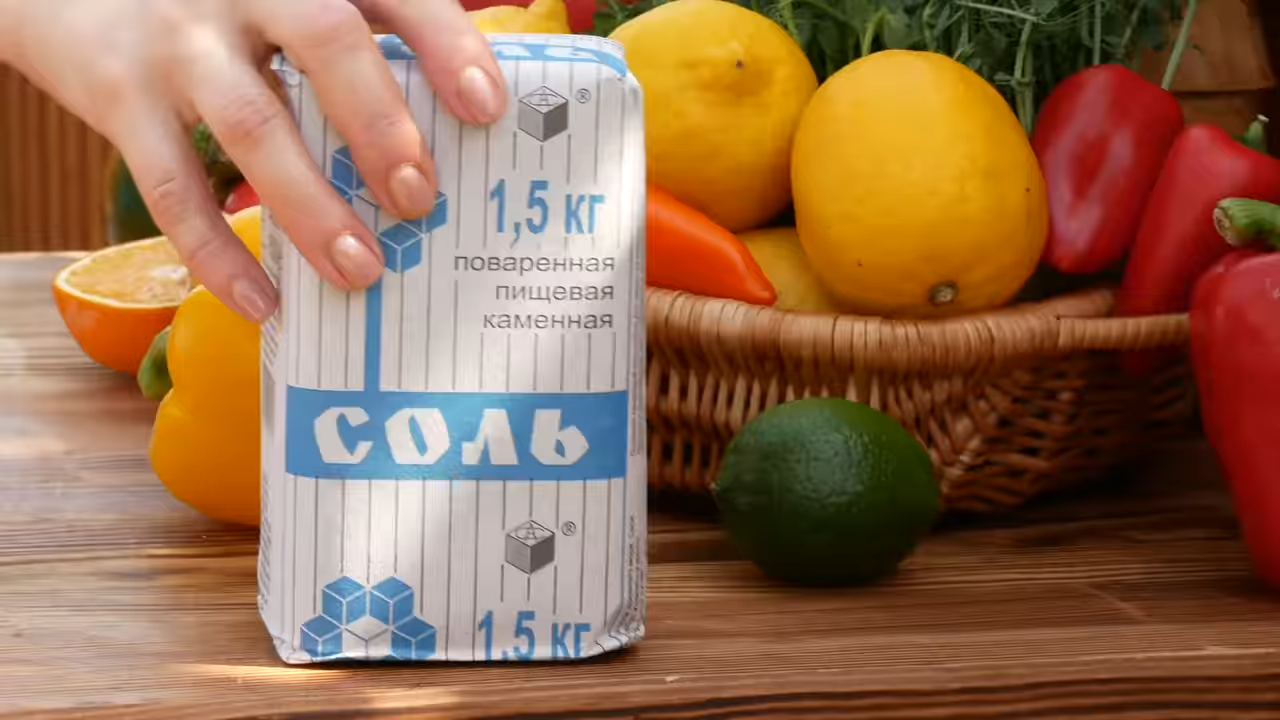 ®
1,5 кг
поваренная
пищевая
каменная
соль
®
1,5 кг